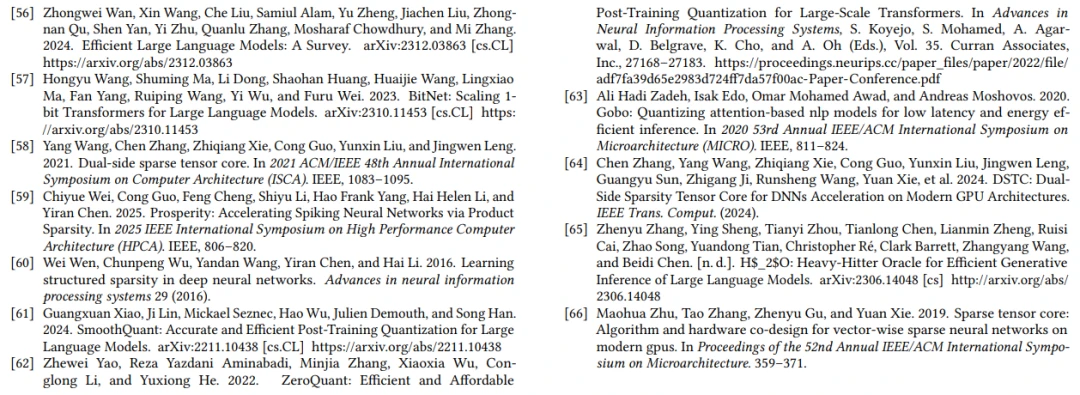 [56] Zhongwei Wan, Xin Wang, Che Liu, Samiul Alam, Yu Zheng, Jiachen Liu, Zhong-
nan Qu, Shen Yan, Yi Zhu, Quanlu Zhang, Mosharaf Chowdhury, and Mi Zhang.
2024. Efficient Large Language Models: A Survey. arXiv:2312.03863 [cs.CL]
https://arxiv.org/abs/2312.03863
[57] Hongyu Wang, Shuming Ma, Li Dong, Shaohan Huang, Huaijie Wang, Lingxiao
Ma, Fan Yang, Ruiping Wang, Yi Wu, and Furu Wei. 2023. BitNet: Scaling 1-
bit Transformers for Large Language Models. arXiv:2310.11453 [cs.CL] https:
//arxiv.org/abs/2310.11453
[58] Yang Wang, Chen Zhang, Zhiqiang Xie, Cong Guo, Yunxin Liu, and Jingwen Leng.
2021. Dual-side sparse tensor core. In 2021 ACM/IEEE 48th Annual International
Symposium on Computer Architecture (ISCA). IEEE, 1083–1095.
[59] Chiyue Wei, Cong Guo, Feng Cheng, Shiyu Li, Hao Frank Yang, Hai Helen Li, and
Yiran Chen. 2025. Prosperity: Accelerating Spiking Neural Networks via Product
Sparsity. In 2025 IEEE International Symposium on High Performance Computer
Architecture (HPCA). IEEE, 806–820.
[60] Wei Wen, Chunpeng Wu, Yandan Wang, Yiran Chen, and Hai Li. 2016. Learning
structured sparsity in deep neural networks. Advances in neural information
processing systems 29 (2016).
[61] Guangxuan Xiao, Ji Lin, Mickael Seznec, Hao Wu, Julien Demouth, and Song Han.
2024. SmoothQuant: Accurate and Efficient Post-Training Quantization for Large
Language Models. arXiv:2211.10438 [cs.CL] https://arxiv.org/abs/2211.10438
[62] Zhewei Yao, Reza Yazdani Aminabadi, Minjia Zhang, Xiaoxia Wu, Con-
glong Li, and Yuxiong He. 2022. ZeroQuant: Efficient and Affordable
Post-Training Quantization for Large-Scale Transformers. In Advances in
Neural Information Processing Systems, S. Koyejo, S. Mohamed, A. Agar-
wal, D. Belgrave, K. Cho, and A. Oh (Eds.), Vol. 35. Curran Associates,
Inc., 27168–27183. https://proceedings.neurips.cc/paper_files/paper/2022/file/
adf7fa39d65e2983d724ff7da57f00ac-Paper-Conference.pdf
[63] Ali Hadi Zadeh, Isak Edo, Omar Mohamed Awad, and Andreas Moshovos. 2020.
Gobo: Quantizing attention-based nlp models for low latency and energy ef-
ficient inference. In 2020 53rd Annual IEEE/ACM International Symposium on
Microarchitecture (MICRO). IEEE, 811–824.
[64] Chen Zhang, Yang Wang, Zhiqiang Xie, Cong Guo, Yunxin Liu, Jingwen Leng,
Guangyu Sun, Zhigang Ji, Runsheng Wang, Yuan Xie, et al. 2024. DSTC: Dual-
Side Sparsity Tensor Core for DNNs Acceleration on Modern GPU Architectures.
IEEE Trans. Comput. (2024).
[65] Zhenyu Zhang, Ying Sheng, Tianyi Zhou, Tianlong Chen, Lianmin Zheng, Ruisi
Cai, Zhao Song, Yuandong Tian, Christopher Ré, Clark Barrett, Zhangyang Wang,
and Beidi Chen. [n. d.]. H$_2$O: Heavy-Hitter Oracle for Efficient Generative
Inference of Large Language Models. arXiv:2306.14048 [cs] http://arxiv.org/abs/
2306.14048
[66] Maohua Zhu, Tao Zhang, Zhenyu Gu, and Yuan Xie. 2019. Sparse tensor core:
Algorithm and hardware co-design for vector-wise sparse neural networks on
modern gpus. In Proceedings of the 52nd Annual IEEE/ACM International Sympo-
sium on Microarchitecture. 359–371.